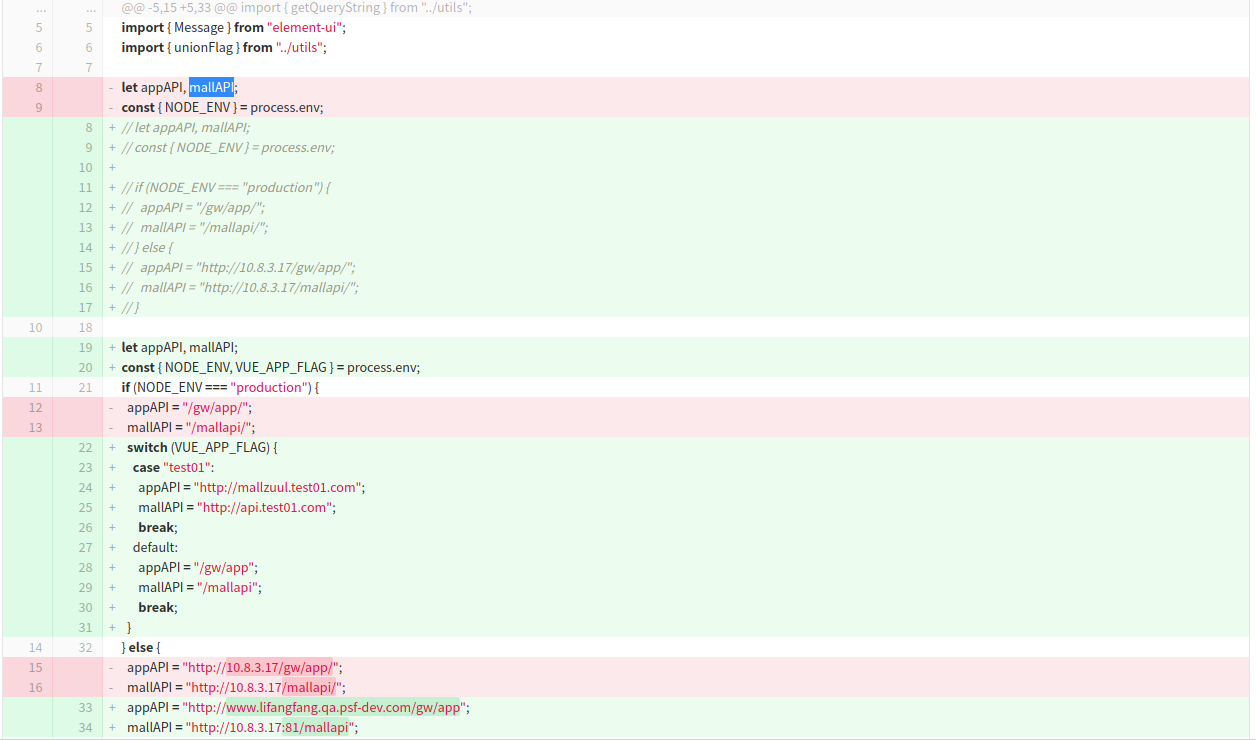 ... ... @@ -5,15 +5,33 @@ import { getQueryString } from "../utils";
5 5 import { Message } from "element-ui";
6 6 import { unionFlag } from "../utils";
7 7
8 - let appAPI, mallAPI;
9 - const { NODE_ENV } = process.env;
8 + // let appAPI, mallAPI;
9 + // const { NODE_ENV } = process.env;
10 +
11 + // if (NODE_ENV === "production") {
12 + //   appAPI = "/gw/app/";
13 + //   mallAPI = "/mallapi/";
14 + // } else {
15 + //   appAPI = "http://10.8.3.17/gw/app/";
16 + //   mallAPI = "http://10.8.3.17/mallapi/";
17 + // }
10 18
19 + let appAPI, mallAPI;
20 + const { NODE_ENV, VUE_APP_FLAG } = process.env;
11 21 if (NODE_ENV === "production") {
12 - appAPI = "/gw/app/";
13 - mallAPI = "/mallapi/";
22 + switch (VUE_APP_FLAG) {
23 + case "test01":
24 + appAPI = "http://mallzuul.test01.com";
25 + mallAPI = "http://api.test01.com";
26 + break;
27 + default:
28 + appAPI = "/gw/app";
29 + mallAPI = "/mallapi";
30 + break;
31 + }
14 32 } else {
15 - appAPI = "http://10.8.3.17/gw/app/";
16 - mallAPI = "http://10.8.3.17/mallapi/";
33 + appAPI = "http://www.lifangfang.qa.psf-dev.com/gw/app";
34 + mallAPI = "http://10.8.3.17:81/mallapi";